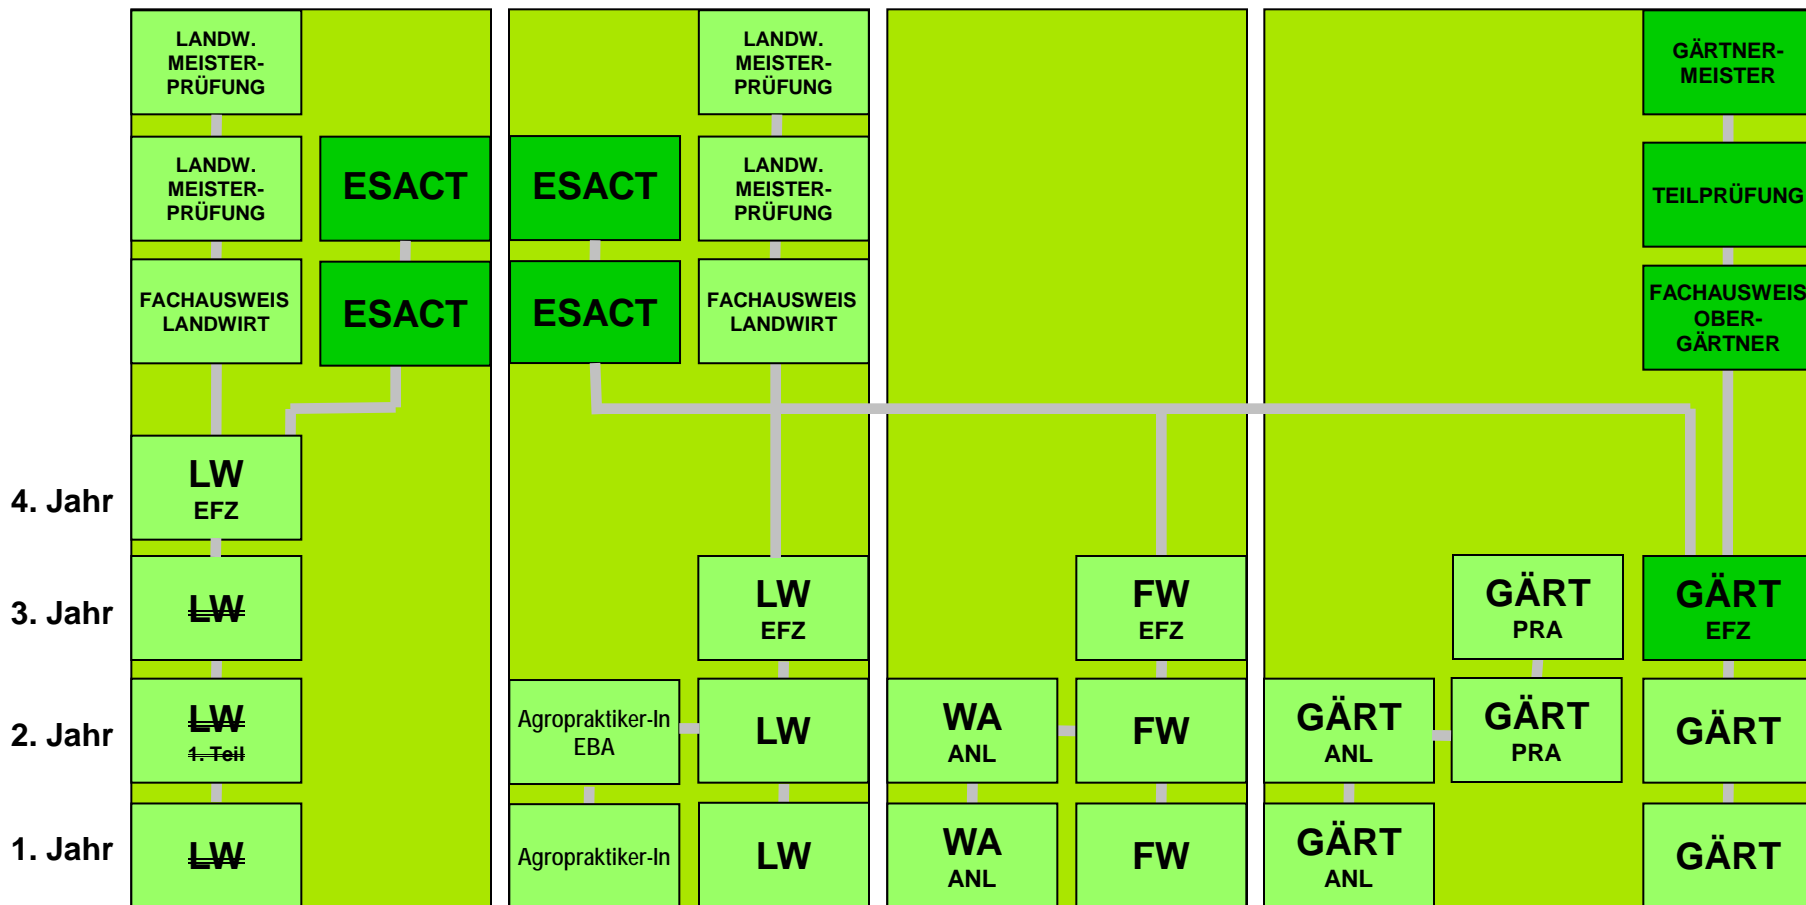 LANDW.
MEISTER-
PRÜFUNG
LANDW.
MEISTER-
PRÜFUNG
GÄRTNER-
MEISTER
LANDW.
MEISTER-
PRÜFUNG
ESACT
ESACT
LANDW.
MEISTER-
PRÜFUNG
TEILPRÜFUNG
FACHAUSWEIS
LANDWIRT
ESACT
ESACT
FACHAUSWEIS
LANDWIRT
FACHAUSWEIS
OBER-
GÄRTNER
4. Jahr
LW
EFZ
3. Jahr
LW
LW
EFZ
FW
EFZ
GÄRT
PRA
GÄRT
EFZ
2. Jahr
LW
1. Teil
Agropraktiker-In
EBA
LW
WA
ANL
FW
GÄRT
ANL
GÄRT
PRA
GÄRT
1. Jahr
LW
Agropraktiker-In
LW
WA
ANL
FW
GÄRT
ANL
GÄRT